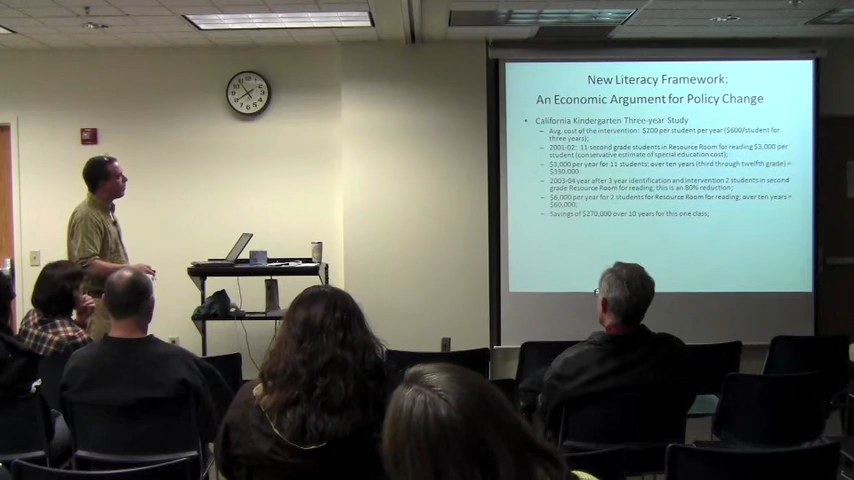 New Literacy Framework:
An Economic Argument for Policy Change
• California Kindergarten Three-year Study
– Avg. cost of the intervention: $200 per student per year ($600/student for
three years);
– 2001-02: 11 second grade students in Resource Room for reading $3,000 per
student (conservative estimate of special education cost);
– $3,000 per year for 11 students; over ten years (third through twelfth grade) =
$330,000
– 2003-04 year after 3 year identification and intervention 2 students in second
grade Resource Room for reading; this is an 80% reduction;
– $6,000 per year for 2 students for Resource Room for reading; over ten years =
$60,000;
– Savings of $270,000 over 10 years for this one class;